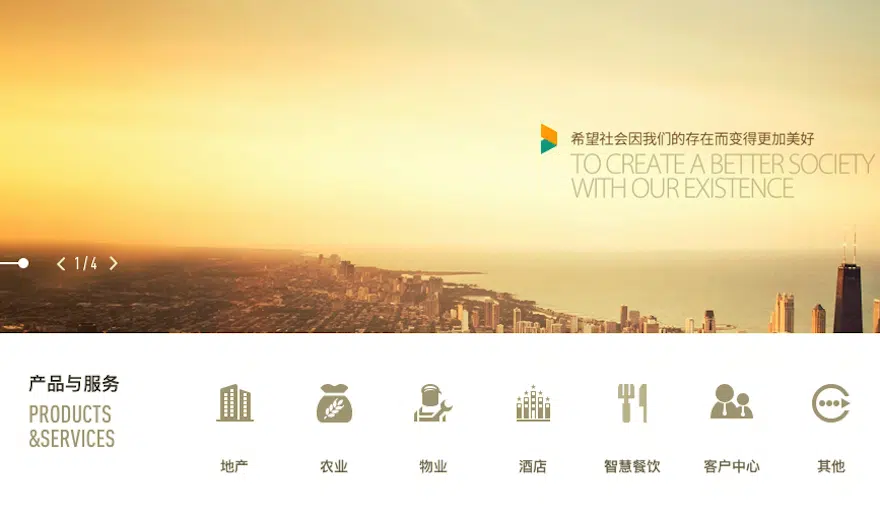 希望社会因我们的存在而变得更加美好
TO CREATE A BETTER SOCIETY
WITH OUR EXISTENCE
1/4
产品与服务
PRODUCTS
&SERVICES
地产
农业
物业
酒店
智慧餐饮
客户中心
其他